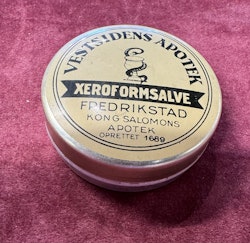 VESTSIDENS APOTEK
XEROFORMSALVE
FREDRIKSTAD
KONG SALOMONS
APOTEK
OPRETTET 1669